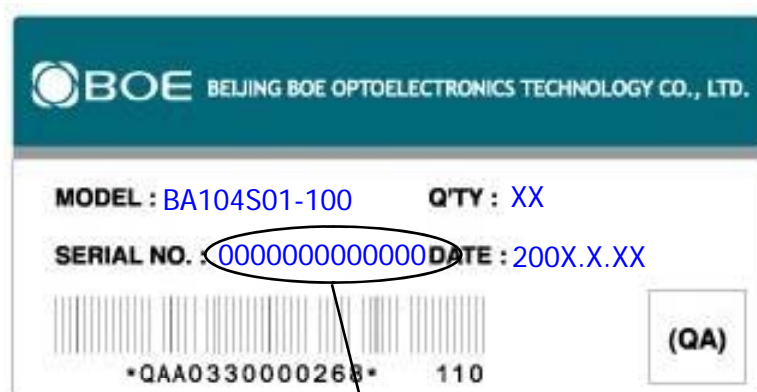 BOE BEIJING BOE OPTOELECTRONICS TECHNOLOGY CO., LTD.
MODEL : BA104S01-100 Q'TY : XX
SERIAL NO. : 0000000000000 DATE : 200X.X.XX
(QA)
*QAA0330000268* 110